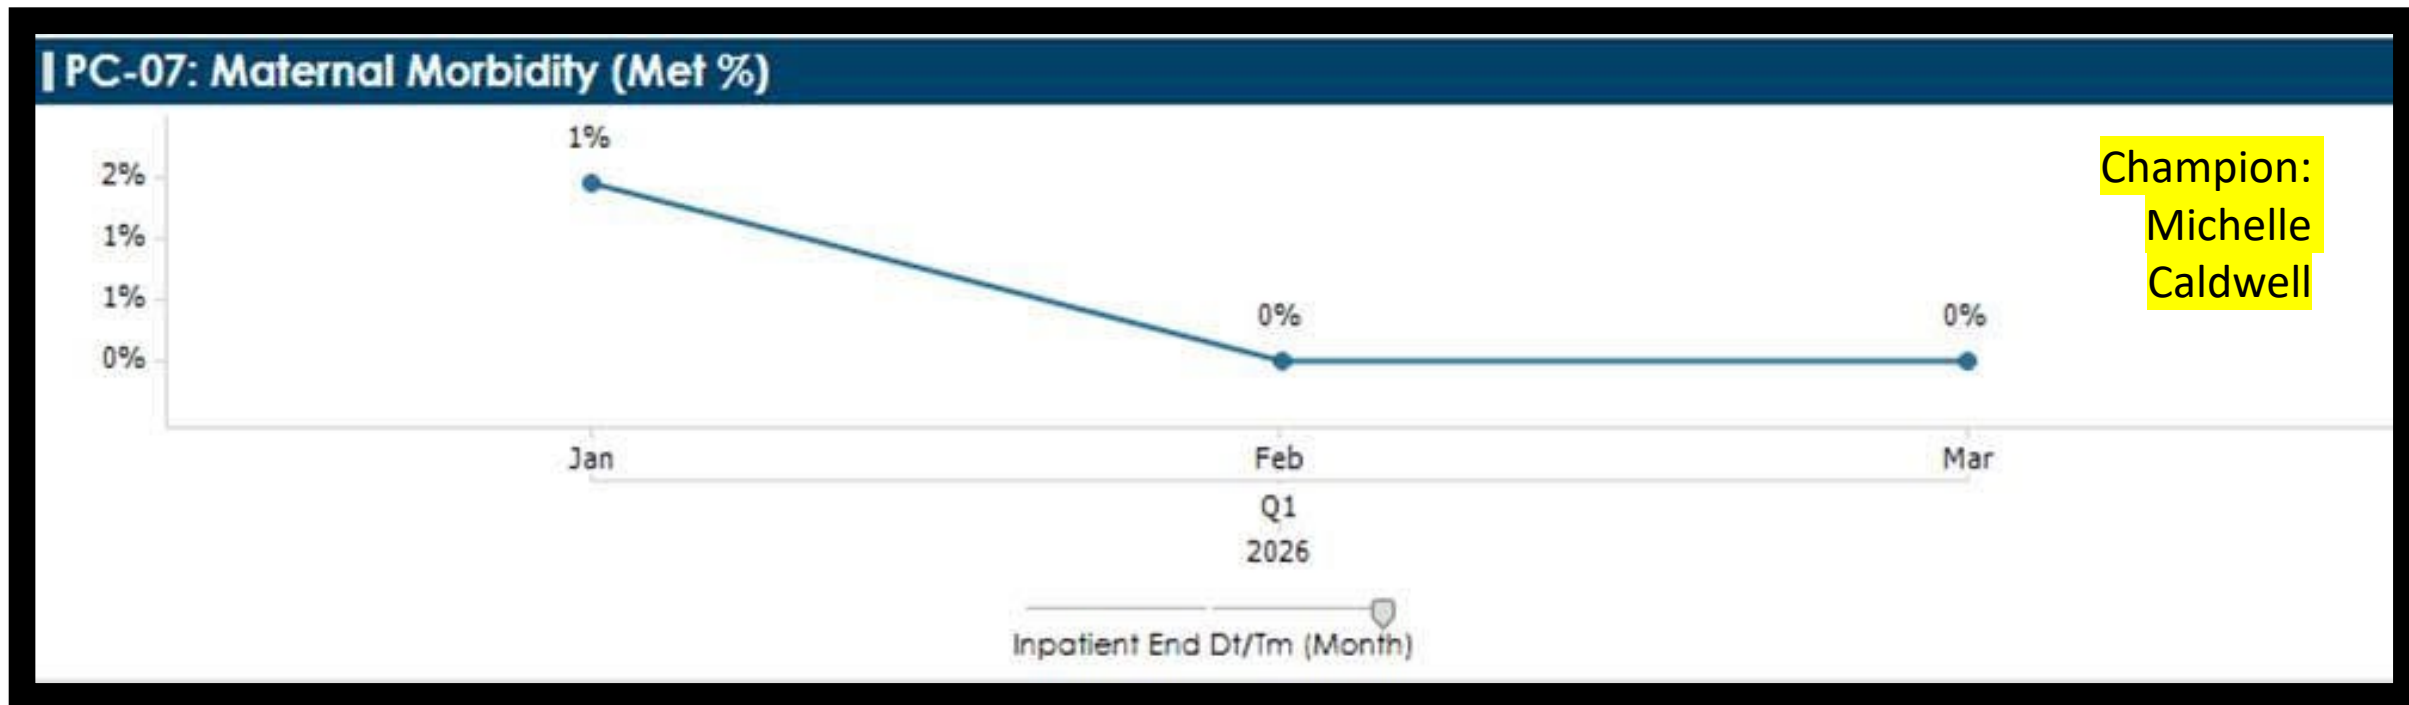 PC-07: Maternal Morbidity (Met %)
1%
2%
1%
1%
0%
0%
0%
Champion:
Michelle
Caldwell
Jan
Feb
Mar
Q1
2026
Inpatient End Dt/Tm (Month)